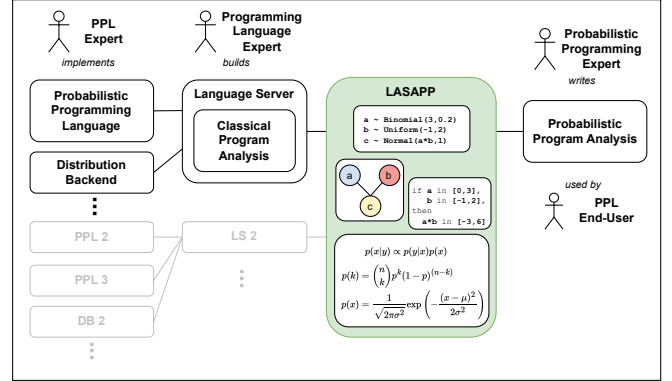 PPL
Expert
implements
Programming
Language
Expert
builds
Probabilistic
Programming
Expert
writes
Probabilistic
Programming
Language
Distribution
Backend
PPL 2
PPL 3
DB 2
Language Server
Classical
Program
Analysis
LS 2
LASAPP
a ~ Binomial(3,0.2)
b ~ Uniform(-1,2)
c ~ Normal(a*b,1)
a
b
c
if a in [0,3],
b in [-1,2],
then
a*b in [-3,6]
p(x|y) ∝ p(y|x)p(x)
p(k) = (n k) p^k (1 − p)^(n−k)
p(x) = 1/√(2πσ²) exp(−(x − μ)²/2σ²)
Probabilistic
Program Analysis
used by
PPL
End-User